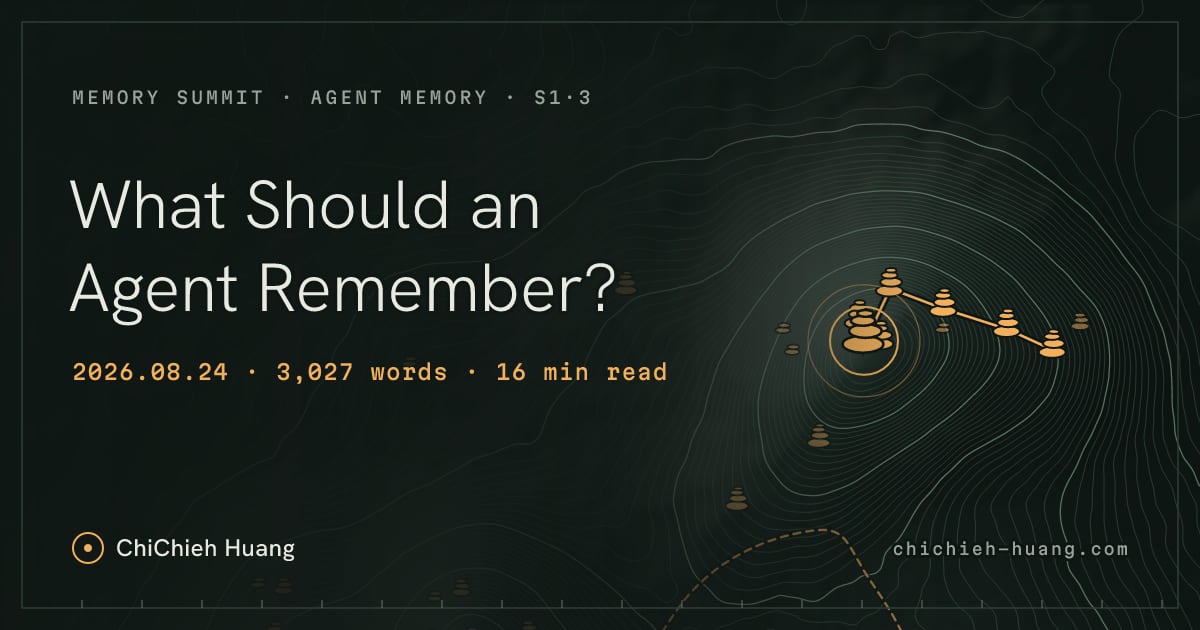 MEMORY SUMMIT · AGENT MEMORY · S1·3
What Should an
Agent Remember?
2026.08.24 · 3,027 words · 16 min read
ChiChieh Huang
chichieh-huang.com